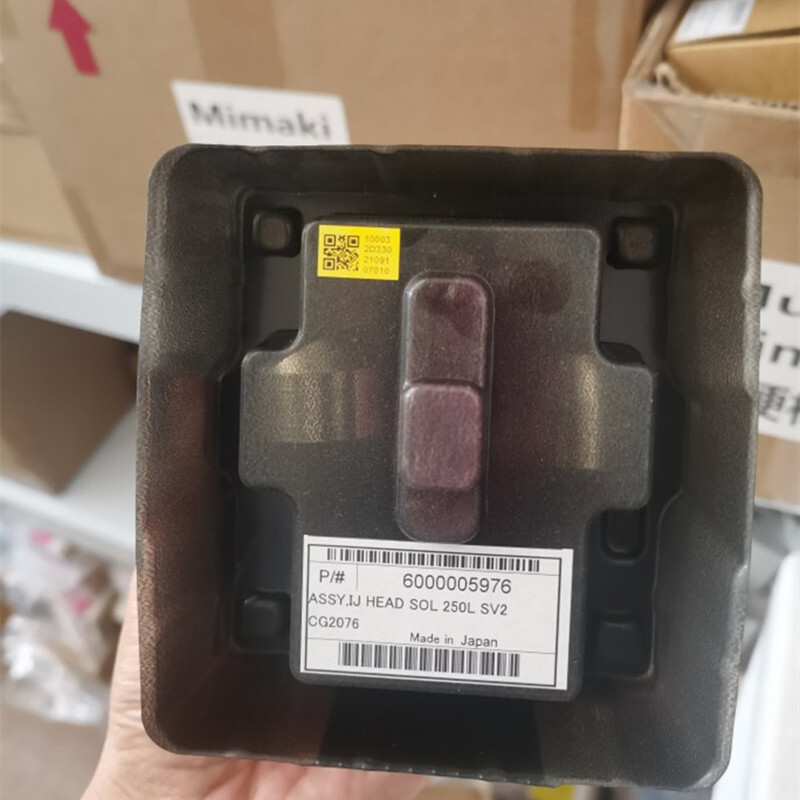 Mimaki
10003
2D330
21091
07010
P/# 6000005976
ASSY,IJ HEAD SOL 250L SV2
CG2076
Made in Japan